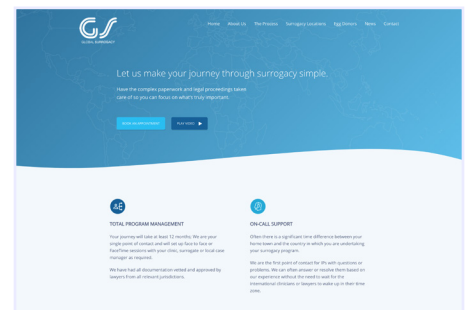 GS
GLOBAL SURROGACY
Home About Us The Process Surrogacy Locations Egg Donors News Contact
Let us make your journey through surrogacy simple.
Have the complex paperwork and legal proceedings taken
care of so you can focus on what's truly important.
BOOK AN APPOINTMENT PLAY VIDEO
TOTAL PROGRAM MANAGEMENT
Your journey will take at least 12 months. We are your
single point of contact and will set up face to face or
FaceTime sessions with your clinic, surrogate or local case
manager as required.
We have had all documentation vetted and approved by
lawyers from all relevant jurisdictions.
ON-CALL SUPPORT
Often there is a significant time difference between your
home town and the country in which you are undertaking
your surrogacy program.
We are the first point of contact for IPs with questions or
problems. We can often answer or resolve them based on
our experience without the need to wait for the
international clinicians or lawyers to wake up in their time
zone.